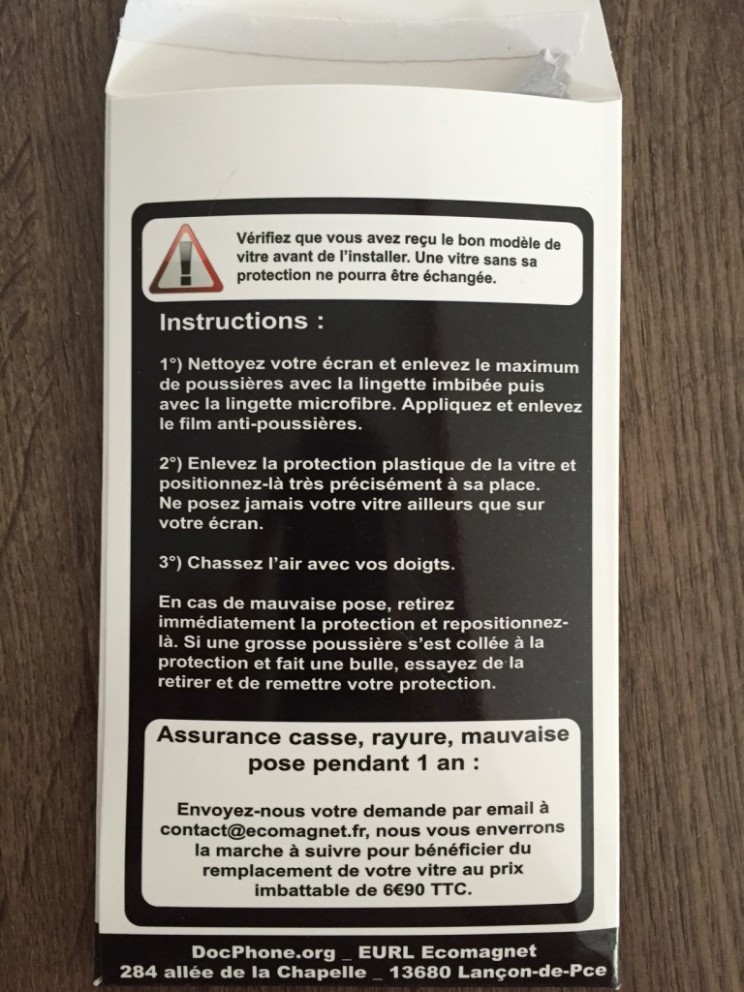 Vérifiez que vous avez reçu le bon modèle de
vitre avant de l'installer. Une vitre sans sa
protection ne pourra être échangée.
Instructions :
1°) Nettoyez votre écran et enlevez le maximum
de poussières avec la lingette imbibée puis
avec la lingette microfibre. Appliquez et enlevez
le film anti-poussières.
2°) Enlevez la protection plastique de la vitre et
positionnez-là très précisément à sa place.
Ne posez jamais votre vitre ailleurs que sur
votre écran.
3°) Chassez l'air avec vos doigts.
En cas de mauvaise pose, retirez
immédiatement la protection et repositionnez-
là. Si une grosse poussière s'est collée à la
protection et fait une bulle, essayez de la
retirer et de remettre votre protection.
Assurance casse, rayure, mauvaise
pose pendant 1 an :
Envoyez-nous votre demande par email à
contact@ecomagnet.fr, nous vous enverrons
la marche à suivre pour bénéficier du
remplacement de votre vitre au prix
imbattable de 6€90 TTC.
DocPhone.org _ EURL Ecomagnet
284 allée de la Chapelle _ 13680 Lançon-de-Pce